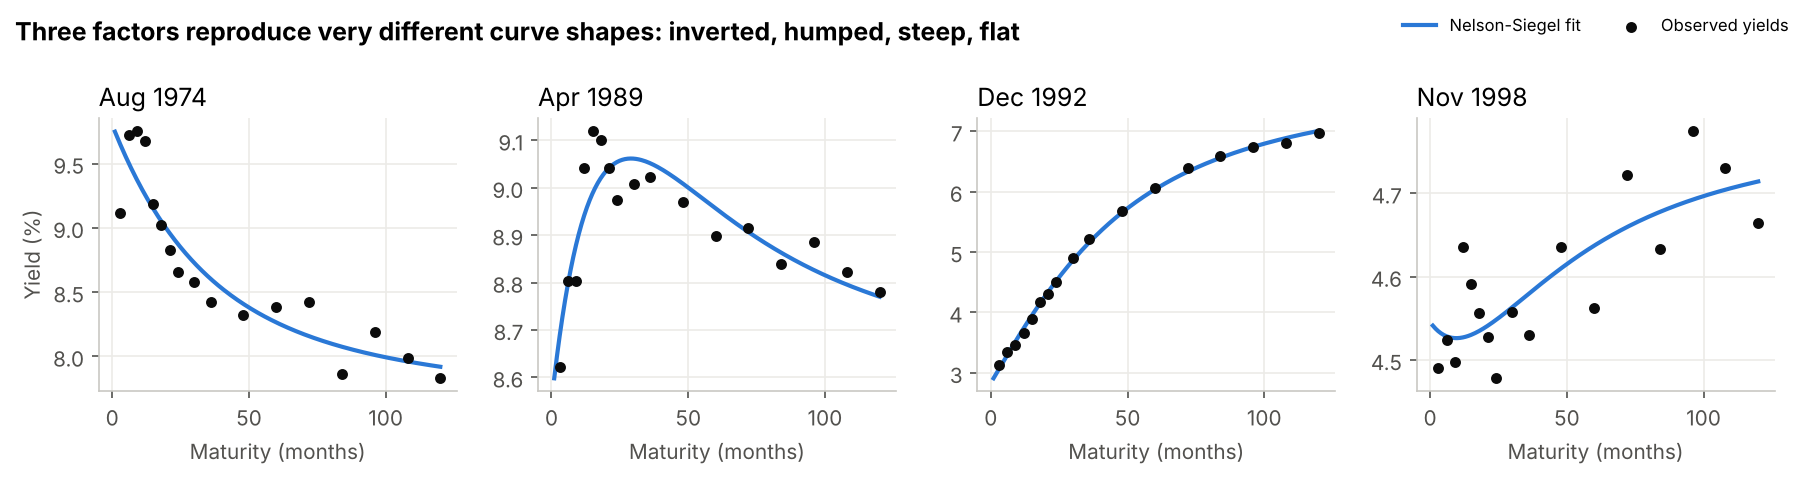 Three factors reproduce very different curve shapes: inverted, humped, steep, flat
Nelson-Siegel fit
Observed yields
Aug 1974
Yield (%)
9.5
9.0
8.5
8.0
0 50 100
Maturity (months)
Apr 1989
9.1
9.0
8.9
8.8
8.7
8.6
0 50 100
Maturity (months)
Dec 1992
7
6
5
4
3
0 50 100
Maturity (months)
Nov 1998
4.7
4.6
4.5
0 50 100
Maturity (months)